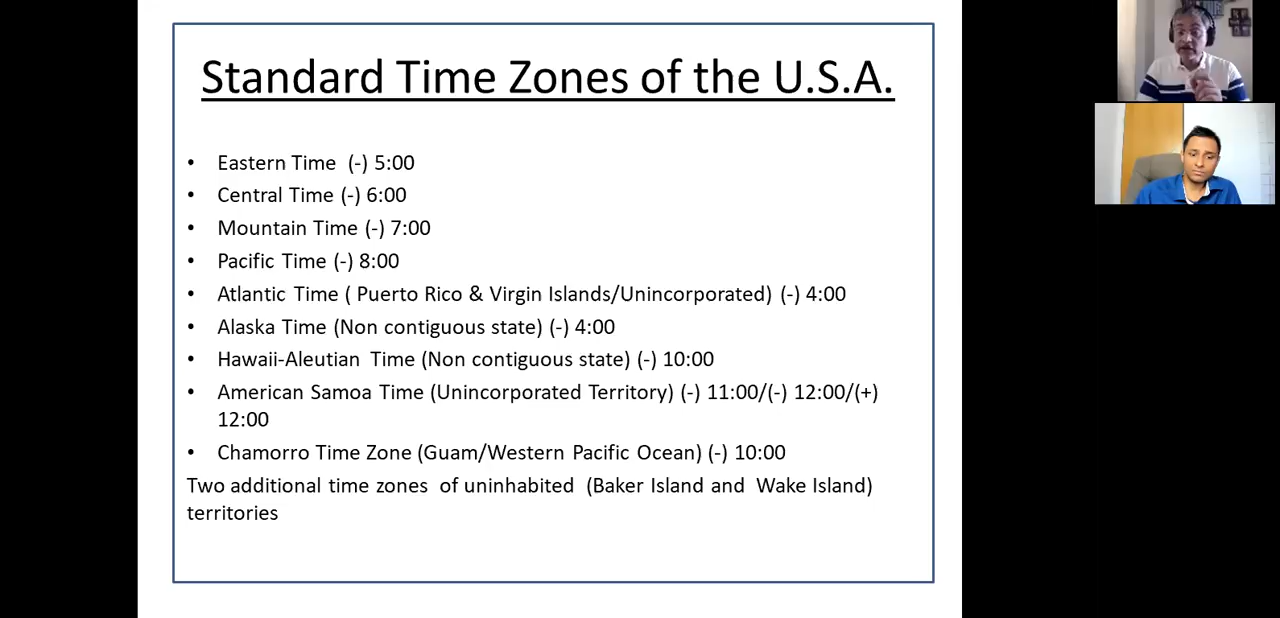 Standard Time Zones of the U.S.A.
• Eastern Time (-) 5:00
• Central Time (-) 6:00
• Mountain Time (-) 7:00
• Pacific Time (-) 8:00
• Atlantic Time ( Puerto Rico & Virgin Islands/Unincorporated) (-) 4:00
• Alaska Time (Non contiguous state) (-) 4:00
• Hawaii-Aleutian Time (Non contiguous state) (-) 10:00
• American Samoa Time (Unincorporated Territory) (-) 11:00/(-) 12:00/(+)
12:00
• Chamorro Time Zone (Guam/Western Pacific Ocean) (-) 10:00
Two additional time zones of uninhabited (Baker Island and Wake Island)
territories